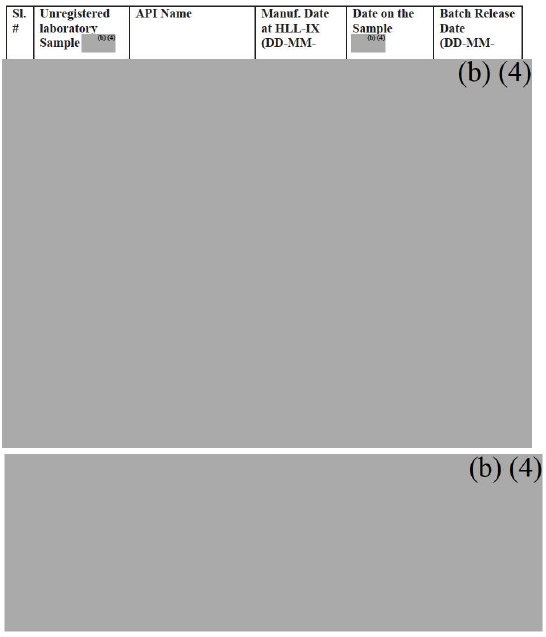 Sl. Unregistered API Name Manuf. Date Date on the Batch Release
# laboratory at HLL-IX Sample Date
Sample (b) (4) (DD-MM- (b) (4) (DD-MM-
(b) (4)
(b) (4)